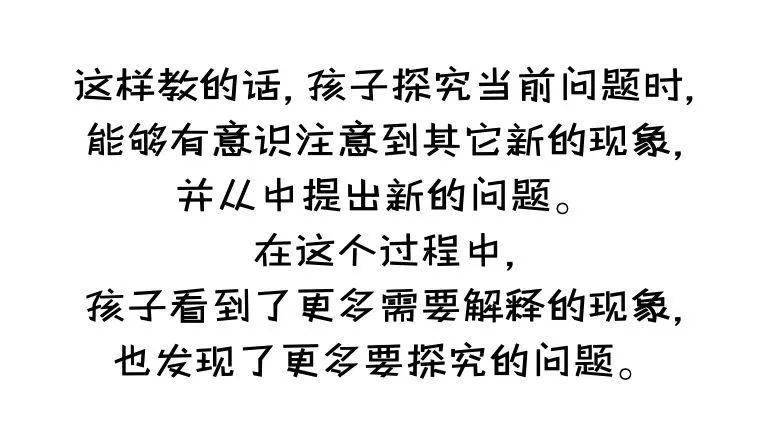 这样教的话,孩子探究当前问题时,
能够有意识注意到其它新的现象,
并从中提出新的问题。
在这个过程中,
孩子看到了更多需要解释的现象,
也发现了更多要探究的问题。